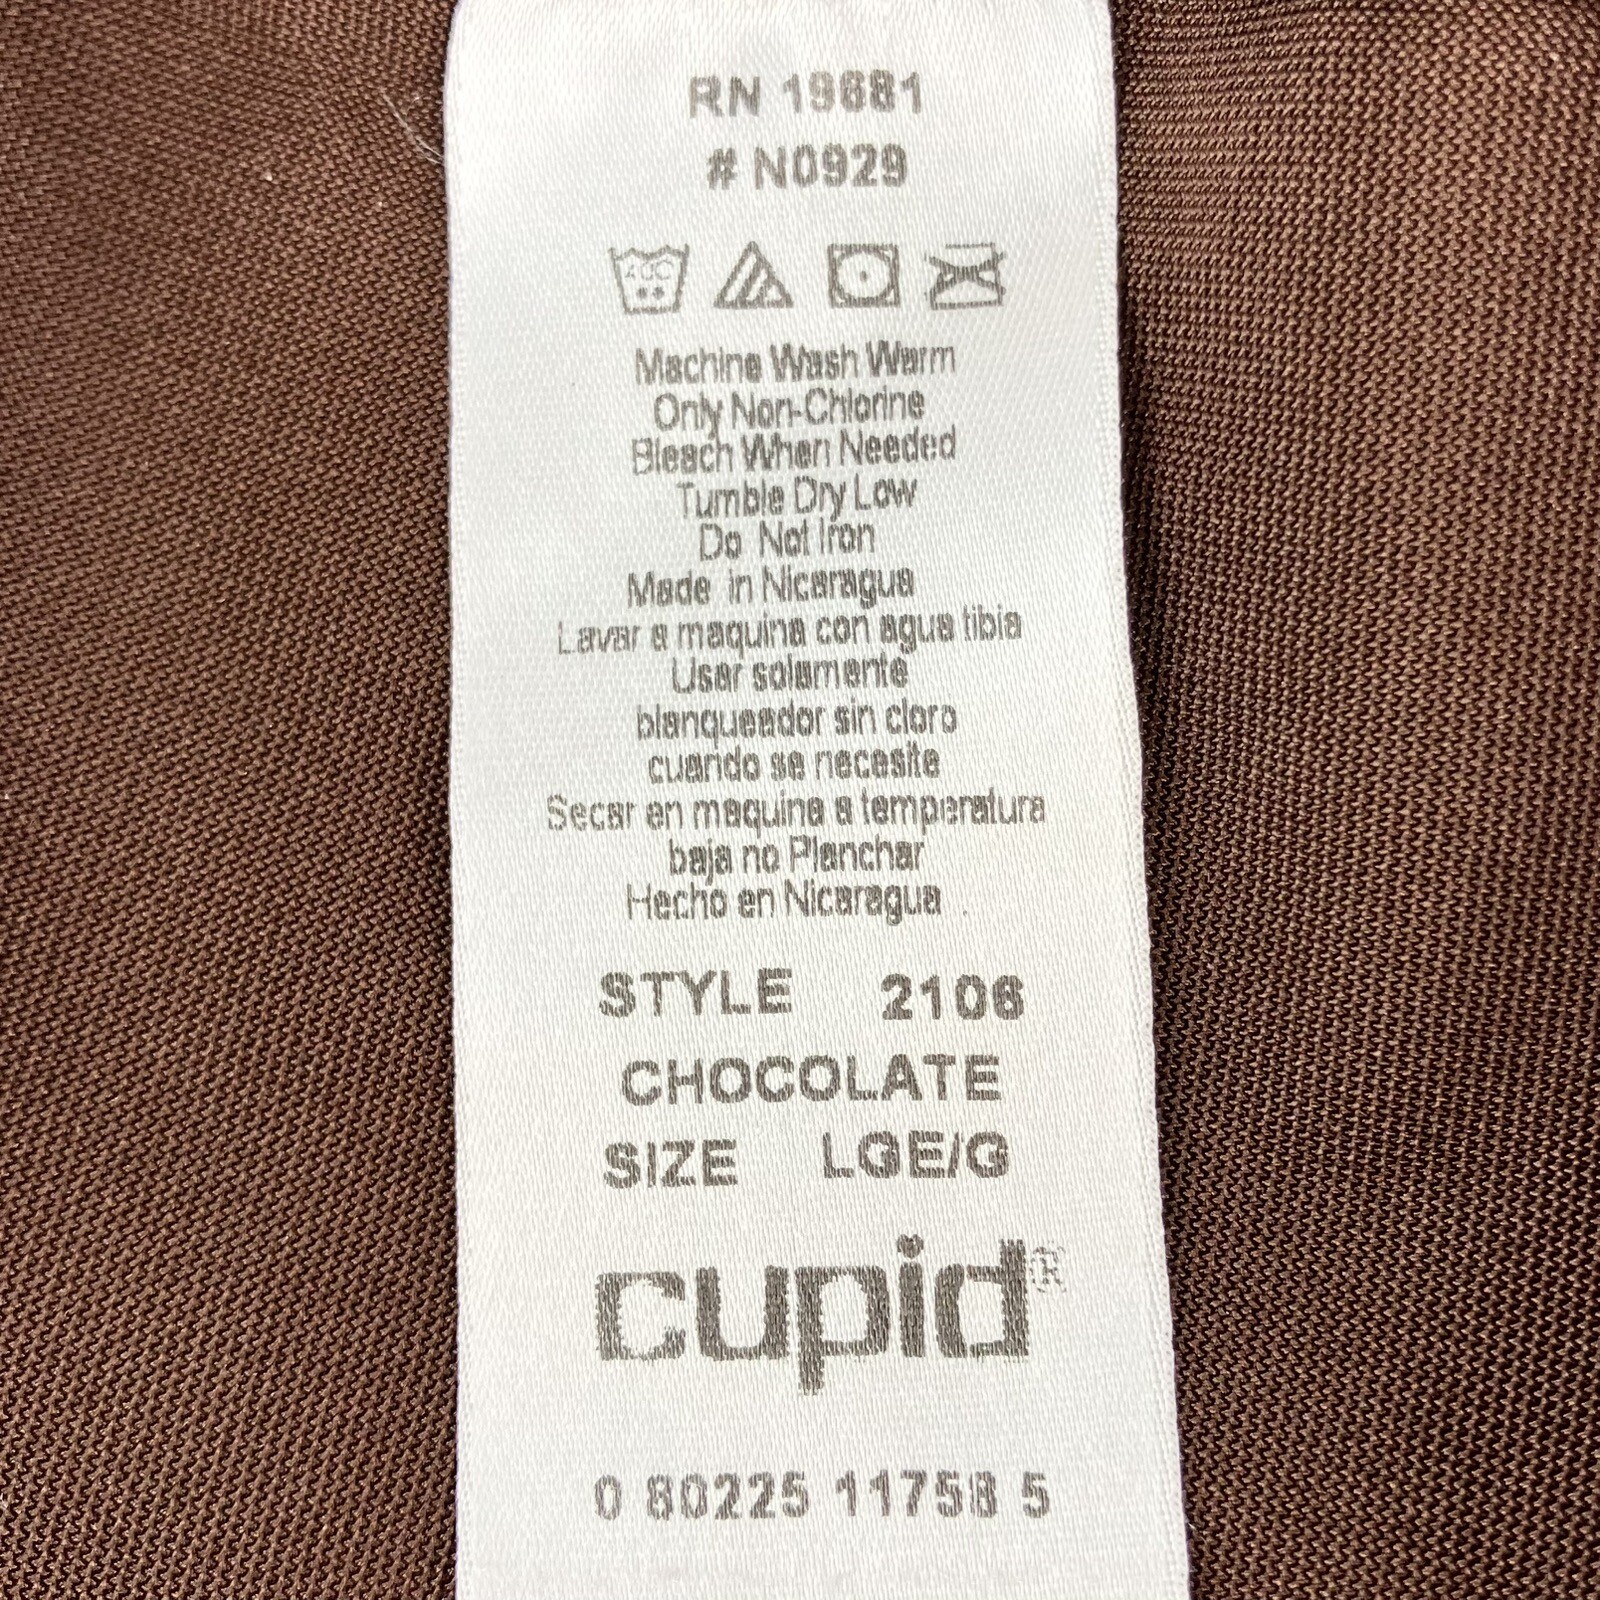 RN 19681
# N0929
40C
Machine Wash Warm
Only Non-Chlorine
Bleach When Needed
Tumble Dry Low
Do Not Iron
Made in Nicaragua
Lavar a maquina con agua tibia
Usar solamente
blanqueador sin cloro
cuando se necesite
Secar en maquina a temperatura
baja no Planchar
Hecho en Nicaragua
STYLE 2106
CHOCOLATE
SIZE LGE/G
cupid®
0 80225 11758 5